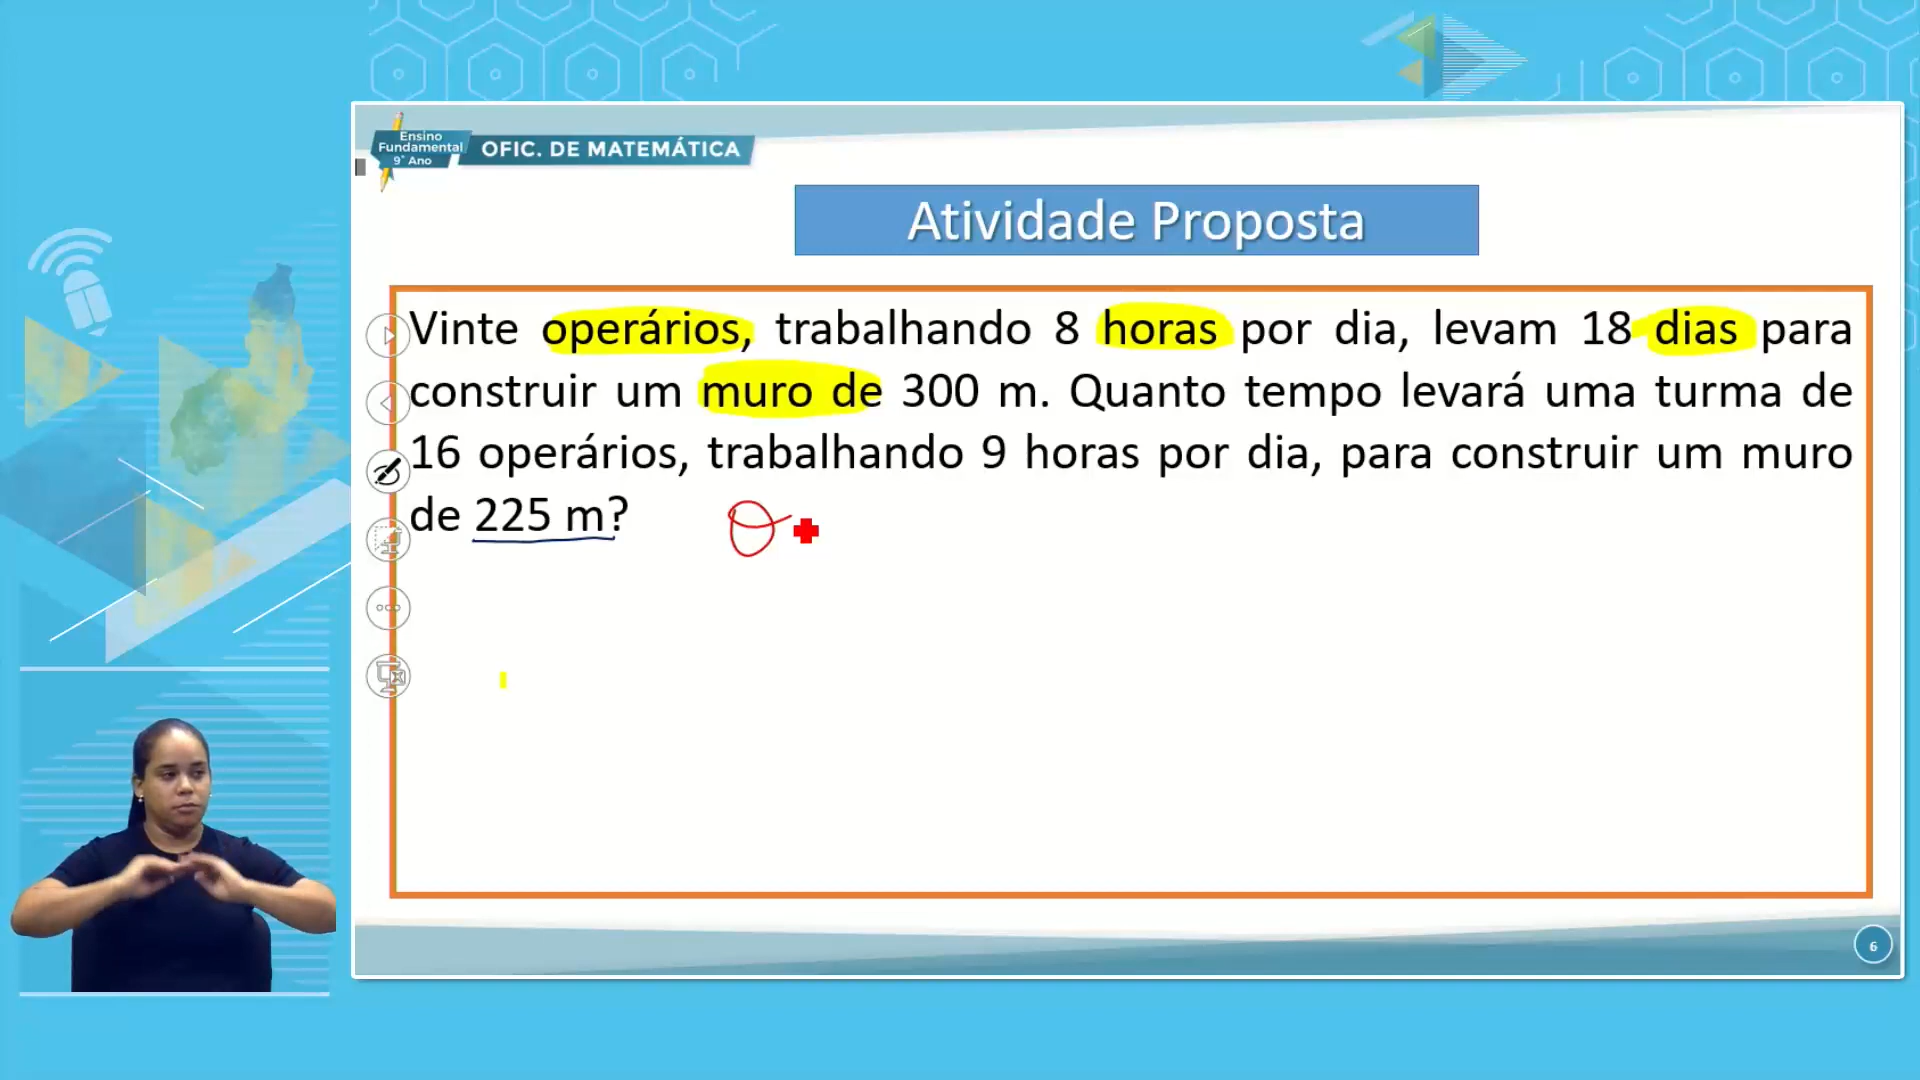 Ensino
Fundamental
9° Ano
OFIC. DE MATEMÁTICA
Atividade Proposta
Vinte operários, trabalhando 8 horas por dia, levam 18 dias para
construir um muro de 300 m. Quanto tempo levará uma turma de
16 operários, trabalhando 9 horas por dia, para construir um muro
de 225 m?
6